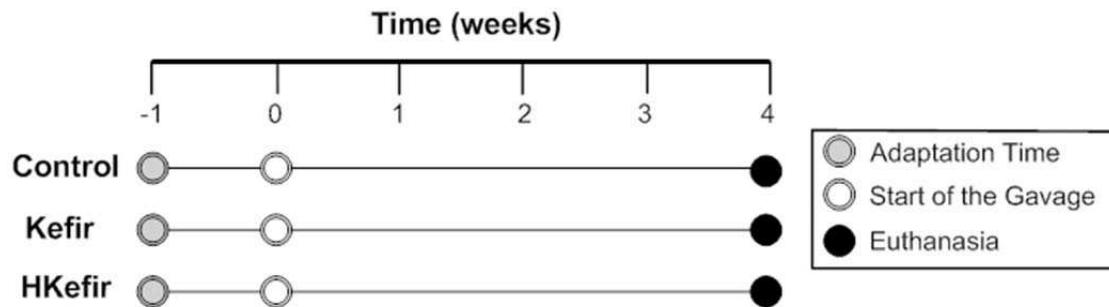 Time (weeks)
-1 0 1 2 3 4
Control
Kefir
HKefir
Adaptation Time
Start of the Gavage
Euthanasia